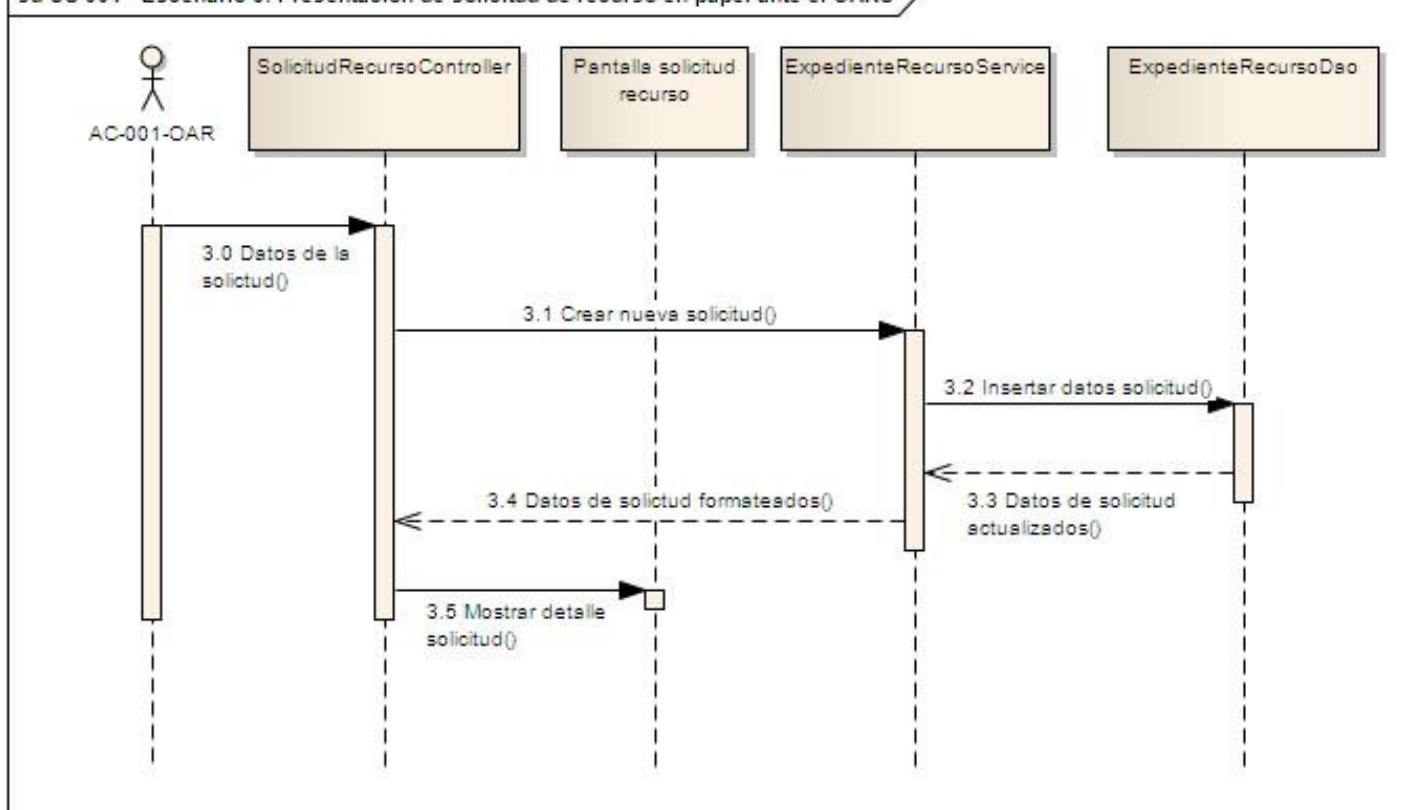 SolicitudRecursoController
Pantalla solicitud
recurso
ExpedienteRecursoService
ExpedienteRecursoDao
AC-001-OAR
3.0 Datos de la
solictud()
3.1 Crear nueva solicitud()
3.2 Insertar datos solicitud()
3.3 Datos de solicitud
actualizados()
3.4 Datos de solictud formateados()
3.5 Mostrar detalle
solicitud()